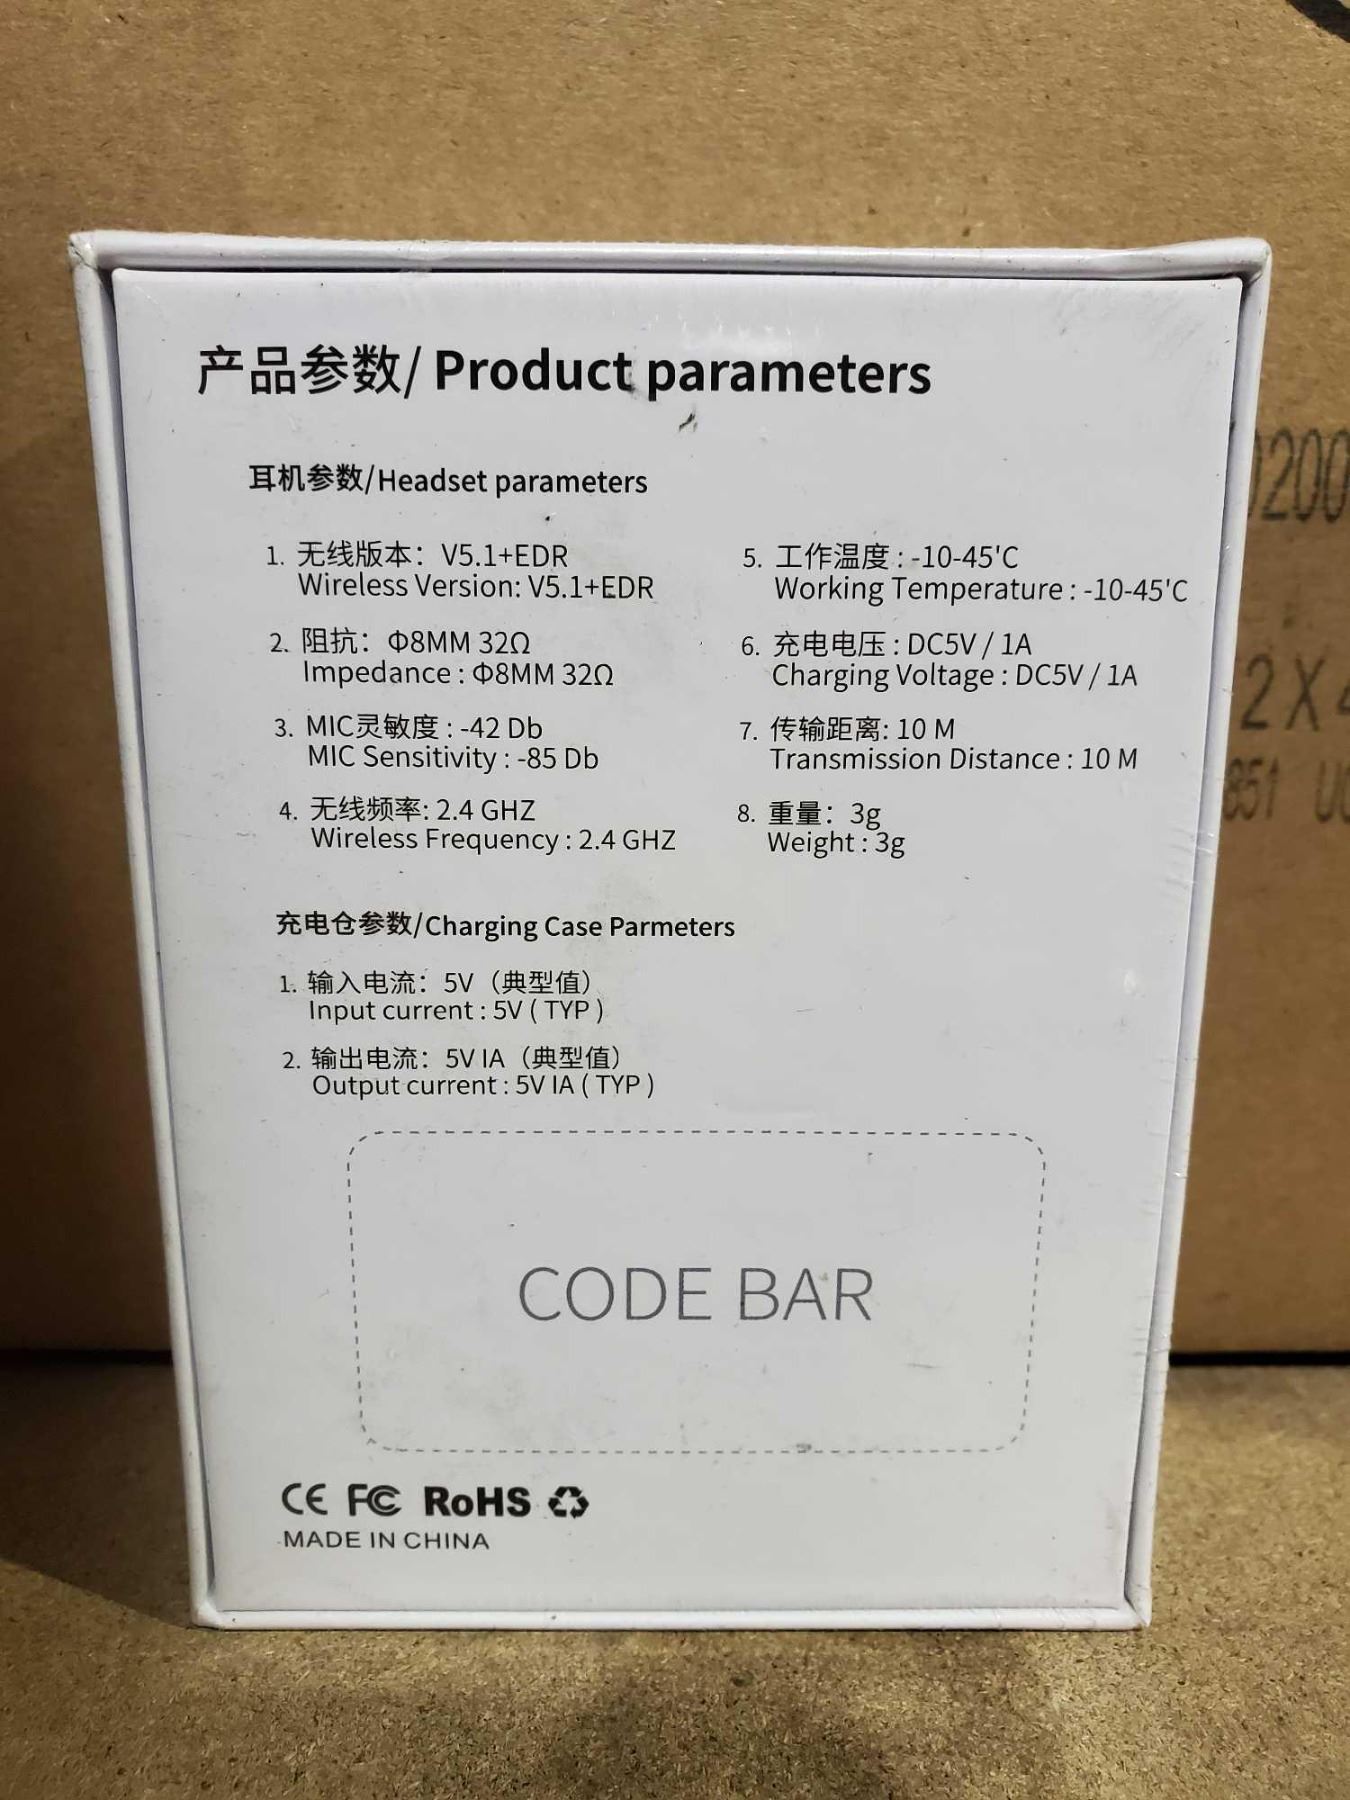 产品参数/ Product parameters
耳机参数/Headset parameters
1. 无线版本：V5.1+EDR
Wireless Version: V5.1+EDR
2. 阻抗：Φ8MM 32Ω
Impedance : Φ8MM 32Ω
3. MIC灵敏度 : -42 Db
MIC Sensitivity : -85 Db
4. 无线频率: 2.4 GHZ
Wireless Frequency : 2.4 GHZ
5. 工作温度 : -10-45'C
Working Temperature : -10-45'C
6. 充电电压 : DC5V / 1A
Charging Voltage : DC5V / 1A
7. 传输距离: 10 M
Transmission Distance : 10 M
8. 重量：3g
Weight : 3g
充电仓参数/Charging Case Parmeters
1. 输入电流：5V（典型值）
Input current : 5V ( TYP )
2. 输出电流：5V IA（典型值）
Output current : 5V IA ( TYP )
CODE BAR
CE FC RoHS
MADE IN CHINA
0200
2 X
851